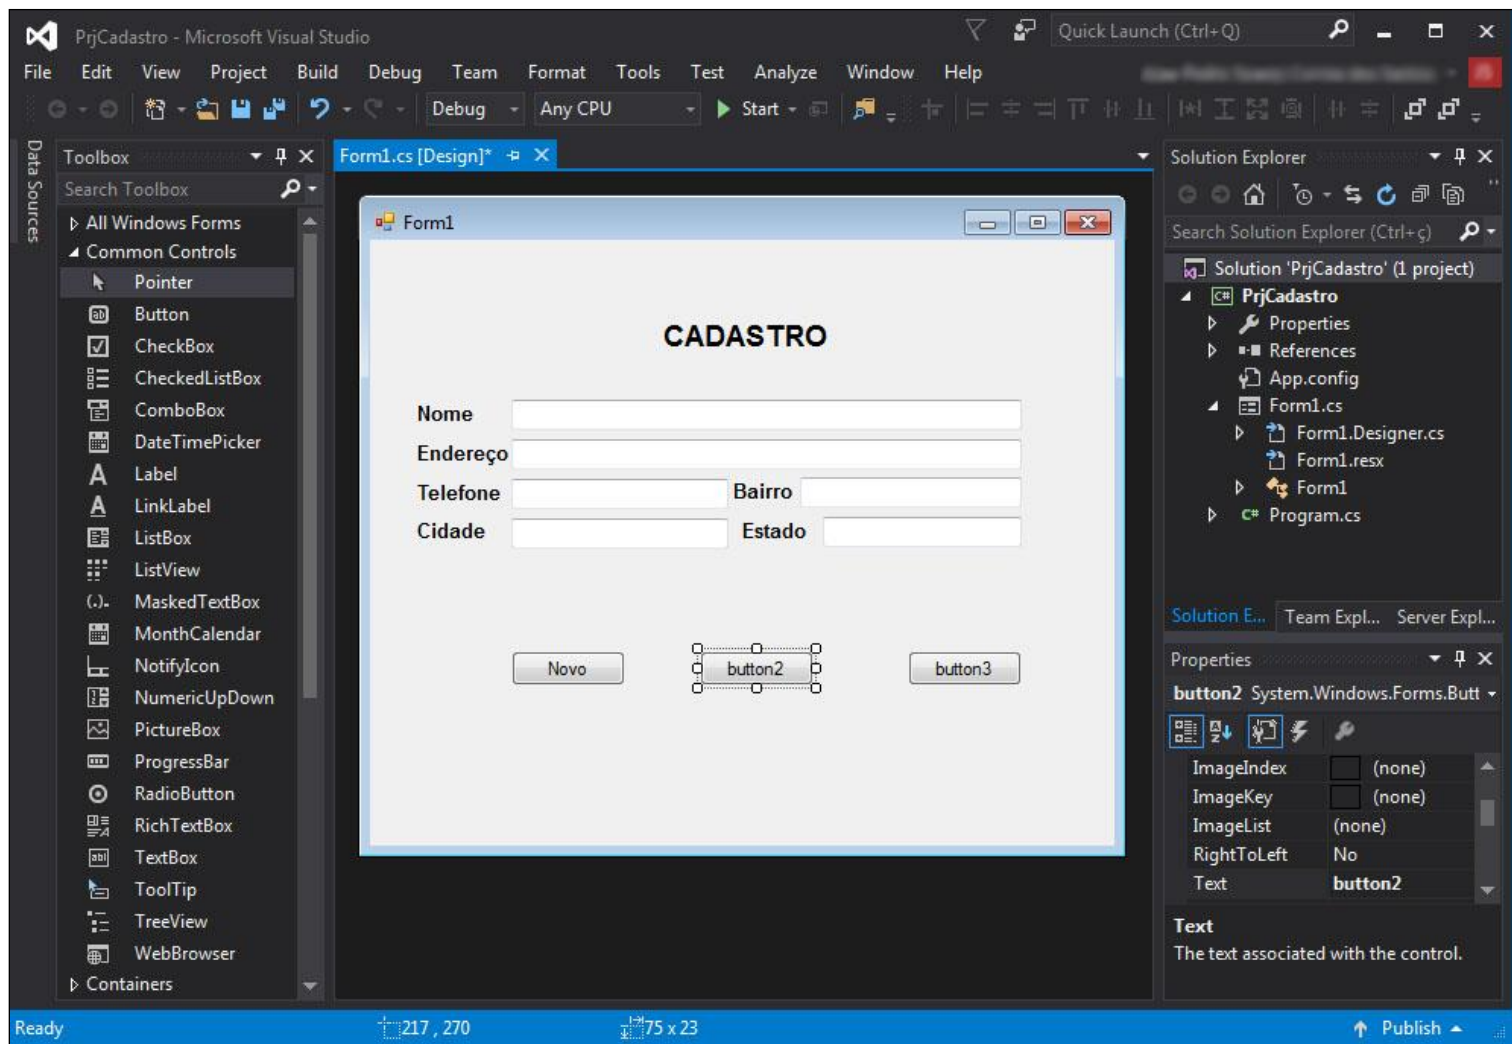 PrjCadastro - Microsoft Visual Studio
Quick Launch (Ctrl+Q)
File Edit View Project Build Debug Team Format Tools Test Analyze Window Help
Debug Any CPU Start
Data Sources
Toolbox
Search Toolbox
All Windows Forms
Common Controls
Pointer
Button
CheckBox
CheckedListBox
ComboBox
DateTimePicker
Label
LinkLabel
ListBox
ListView
MaskedTextBox
MonthCalendar
NotifyIcon
NumericUpDown
PictureBox
ProgressBar
RadioButton
RichTextBox
TextBox
ToolTip
TreeView
WebBrowser
Containers
Form1.cs [Design]*
Form1
CADASTRO
Nome
Endereço
Telefone Bairro
Cidade Estado
Novo button2 button3
Solution Explorer
Search Solution Explorer (Ctrl+ç)
Solution 'PrjCadastro' (1 project)
PrjCadastro
Properties
References
App.config
Form1.cs
Form1.Designer.cs
Form1.resx
Form1
Program.cs
Solution E... Team Expl... Server Expl...
Properties
button2 System.Windows.Forms.Butt
ImageIndex (none)
ImageKey (none)
ImageList (none)
RightToLeft No
Text button2
Text
The text associated with the control.
Ready 217 , 270 75 x 23 Publish